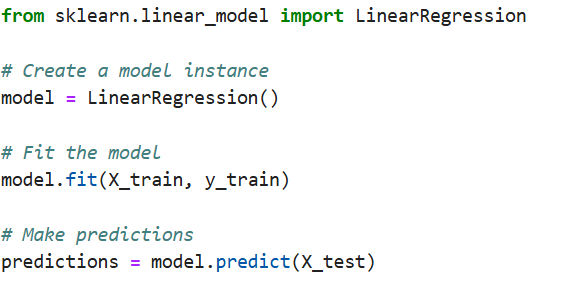 from sklearn.linear_model import LinearRegression
# Create a model instance
model = LinearRegression()
# Fit the model
model.fit(X_train, y_train)
# Make predictions
predictions = model.predict(X_test)